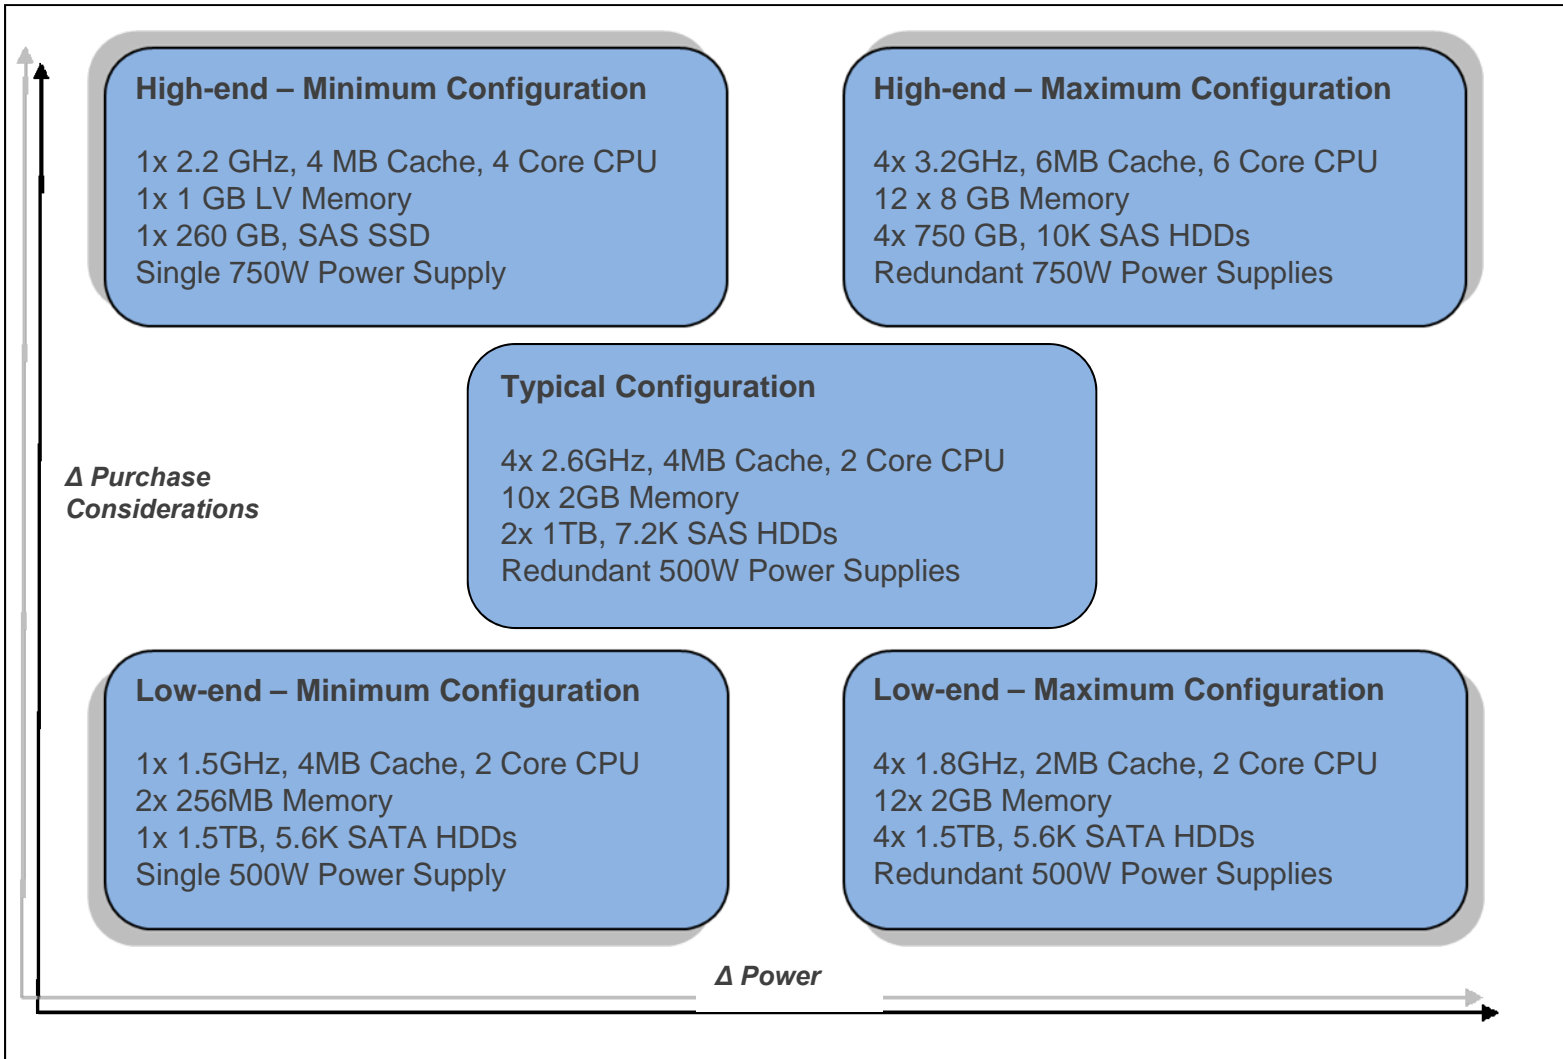 High-end – Minimum Configuration
1x 2.2 GHz, 4 MB Cache, 4 Core CPU
1x 1 GB LV Memory
1x 260 GB, SAS SSD
Single 750W Power Supply
High-end – Maximum Configuration
4x 3.2GHz, 6MB Cache, 6 Core CPU
12 x 8 GB Memory
4x 750 GB, 10K SAS HDDs
Redundant 750W Power Supplies
Typical Configuration
4x 2.6GHz, 4MB Cache, 2 Core CPU
10x 2GB Memory
2x 1TB, 7.2K SAS HDDs
Redundant 500W Power Supplies
Δ Purchase
Considerations
Low-end – Minimum Configuration
1x 1.5GHz, 4MB Cache, 2 Core CPU
2x 256MB Memory
1x 1.5TB, 5.6K SATA HDDs
Single 500W Power Supply
Low-end – Maximum Configuration
4x 1.8GHz, 2MB Cache, 2 Core CPU
12x 2GB Memory
4x 1.5TB, 5.6K SATA HDDs
Redundant 500W Power Supplies
Δ Power